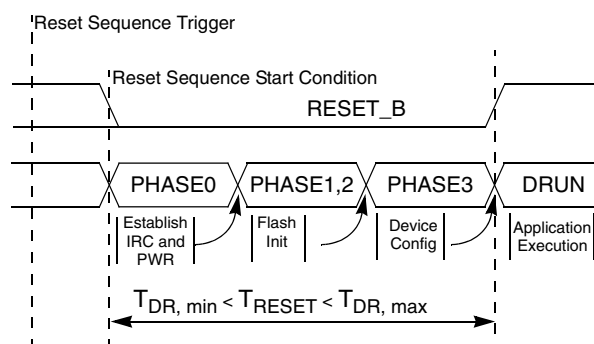 Reset Sequence Trigger
Reset Sequence Start Condition
RESET_B
PHASE0 PHASE1,2 PHASE3 DRUN
Establish
IRC and
PWR
Flash
Init
Device
Config
Application
Execution
TDR, min < TRESET < TDR, max